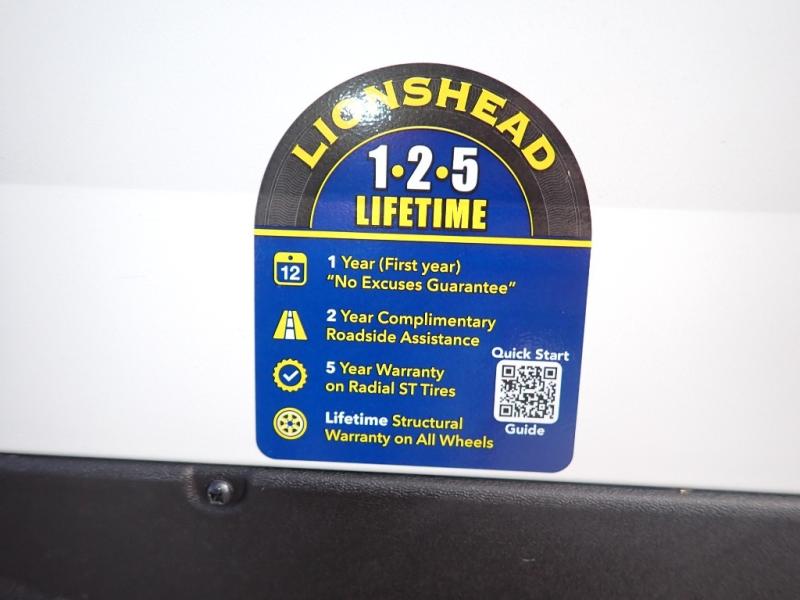 LIONSHEAD
1•2•5
LIFETIME
12
1 Year (First year)
"No Excuses Guarantee"
2 Year Complimentary
Roadside Assistance
5 Year Warranty
on Radial ST Tires
Lifetime Structural
Warranty on All Wheels
Quick Start
Guide